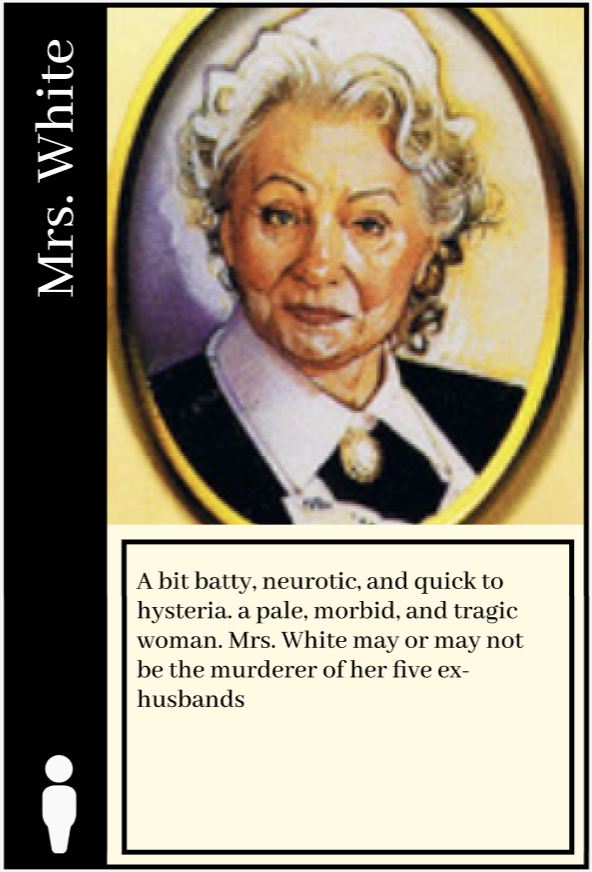 Mrs. White
A bit batty, neurotic, and quick to
hysteria. a pale, morbid, and tragic
woman. Mrs. White may or may not
be the murderer of her five ex-
husbands